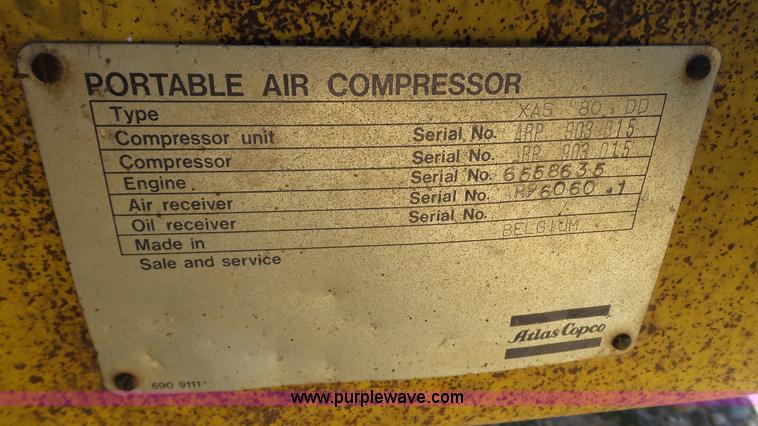 PORTABLE AIR COMPRESSOR
Type XAS 80 DD
Compressor unit Serial No. ARP 903 015
Compressor Serial No. ARP 903 015
Engine Serial No. 6558635
Air receiver Serial No.
Oil receiver Serial No.
Made in BELGIUM
Sale and service
Atlas Copco
690 9111
www.purplewave.com